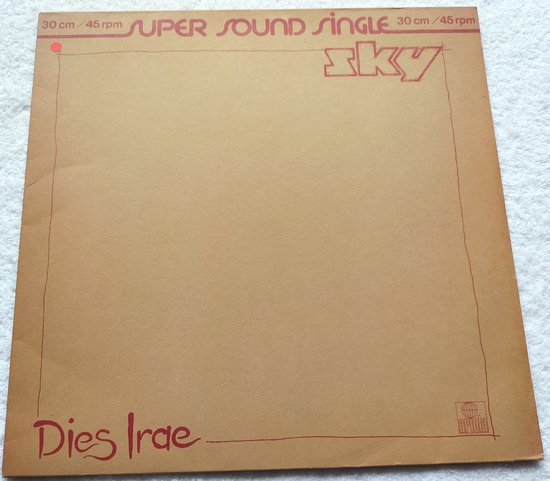 30 cm / 45 rpm SUPER SOUND SINGLE 30 cm / 45 rpm
sky
ariola
Dies Irae